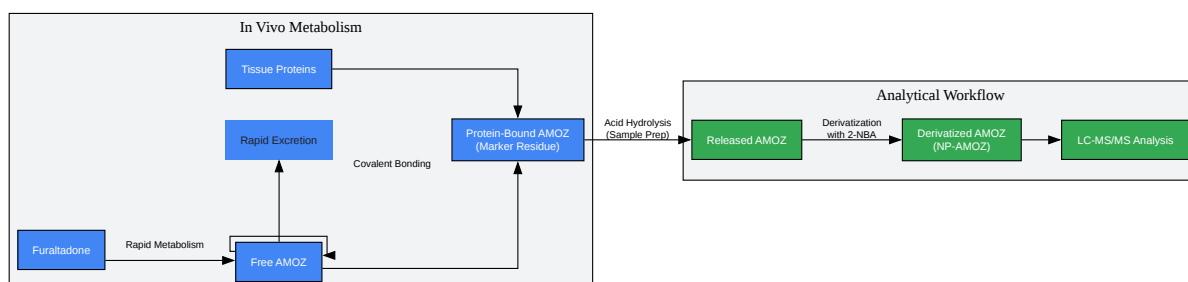 In Vivo Metabolism
Tissue Proteins
Rapid Excretion
Covalent Bonding
Protein-Bound AMOZ
(Marker Residue)
Furaltadone
Rapid Metabolism
Free AMOZ
Acid Hydrolysis
(Sample Prep)
Analytical Workflow
Released AMOZ
Derivatization
with 2-NBA
Derivatized AMOZ
(NP-AMOZ)
LC-MS/MS Analysis